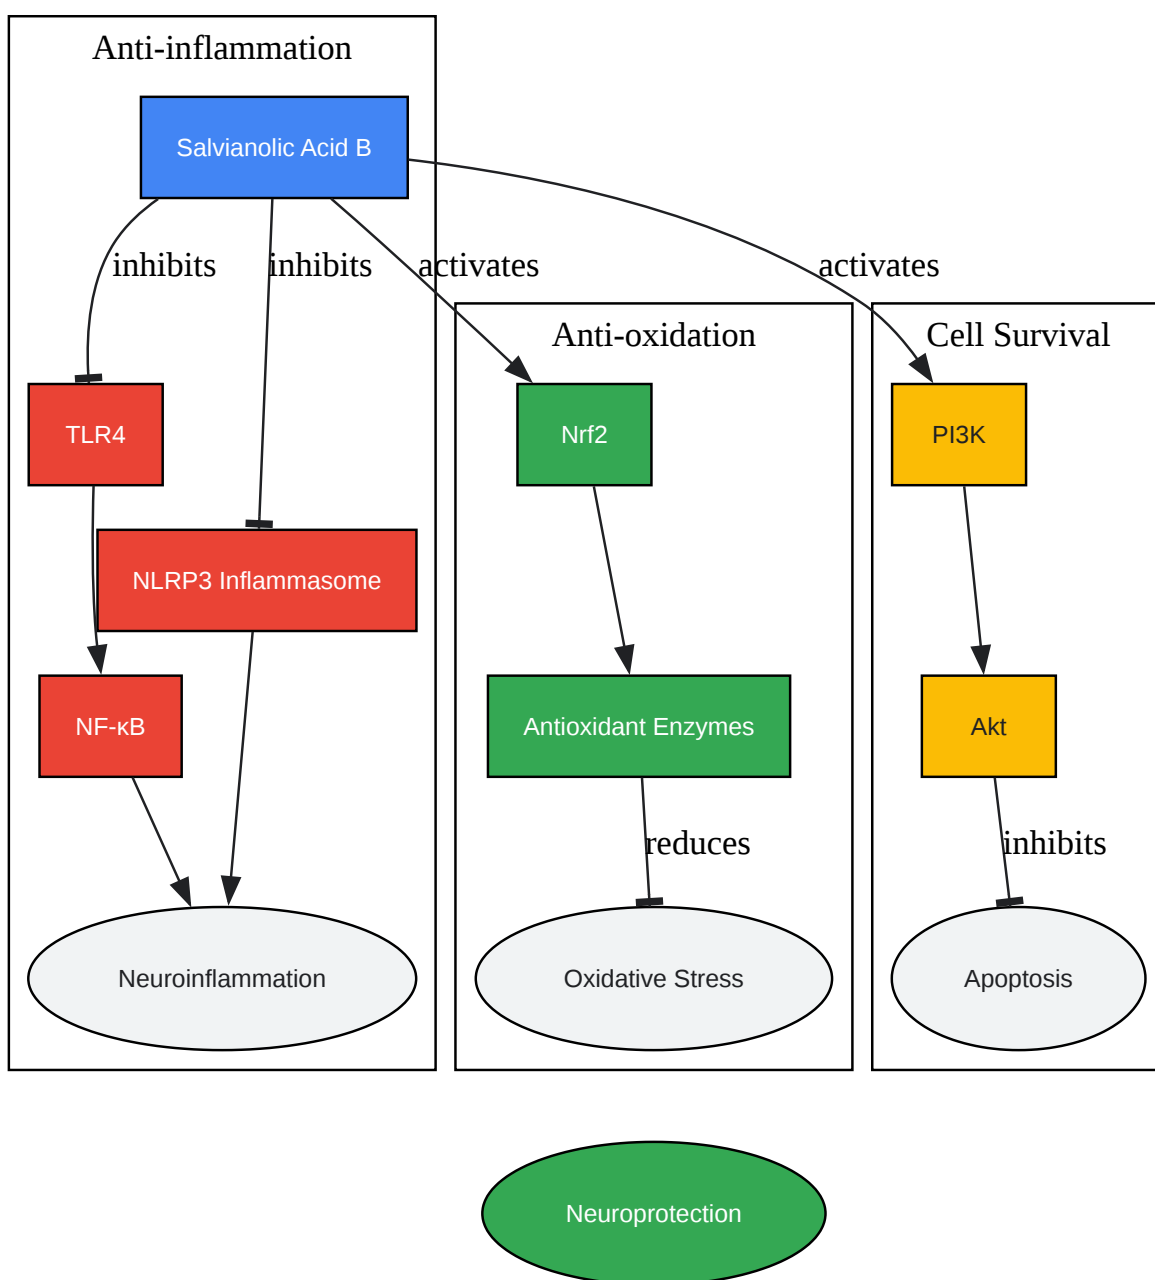 Anti-inflammation
Salvianolic Acid B
inhibits
inhibits
activates
activates
Anti-oxidation
Cell Survival
TLR4
Nrf2
PI3K
NLRP3 Inflammasome
NF-κB
Antioxidant Enzymes
Akt
reduces
inhibits
Neuroinflammation
Oxidative Stress
Apoptosis
Neuroprotection